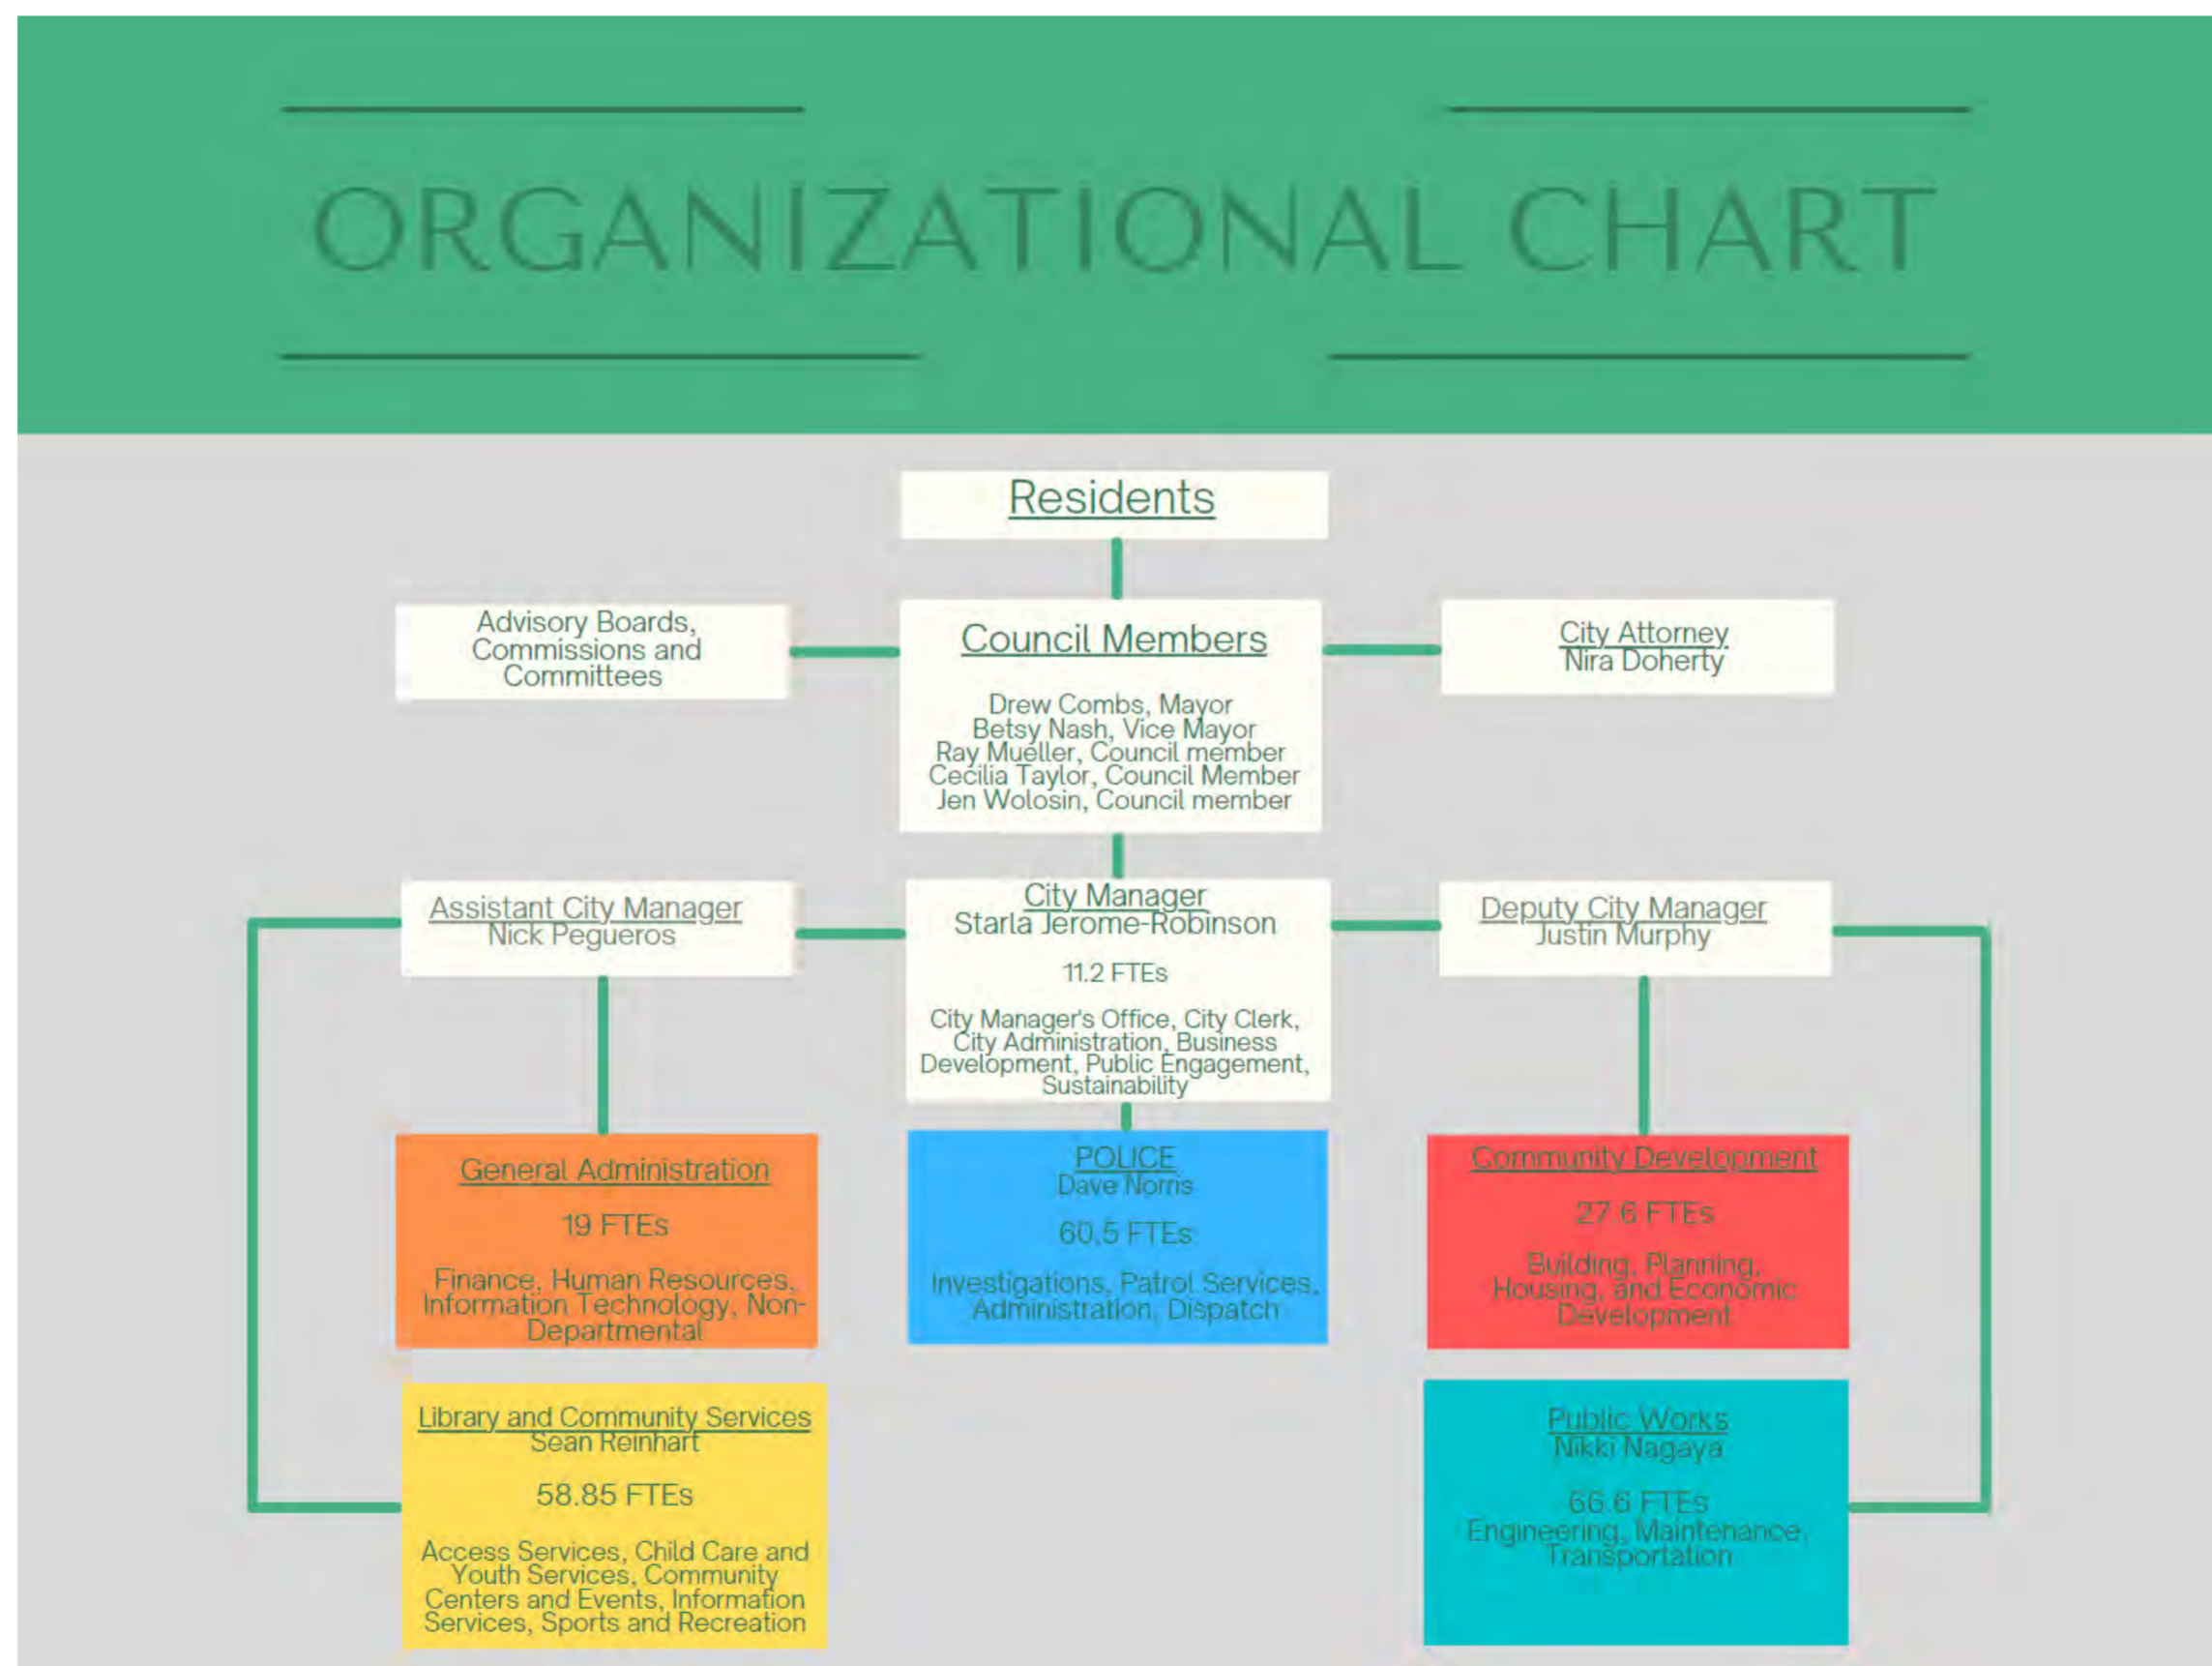 ORGANIZATIONAL CHART
Residents
Advisory Boards,
Commissions and
Committees
Council Members
Drew Combs, Mayor
Betsy Nash, Vice Mayor
Ray Mueller, Council member
Cecilia Taylor, Council Member
Jen Wolosin, Council member
City Attorney
Nira Doherty
Assistant City Manager
Nick Pegueros
City Manager
Starla Jerome-Robinson
11.2 FTEs
City Manager's Office, City Clerk,
City Administration, Business
Development, Public Engagement,
Sustainability
Deputy City Manager
Justin Murphy
General Administration
19 FTEs
Finance, Human Resources,
Information Technology, Non-
Departmental
POLICE
Dave Norris
60.5 FTEs
Investigations, Patrol Services,
Administration, Dispatch
Community Development
27.6 FTEs
Building, Planning,
Housing, and Economic
Development
Library and Community Services
Sean Reinhart
58.85 FTEs
Access Services, Child Care and
Youth Services, Community
Centers and Events, Information
Services, Sports and Recreation
Public Works
Nikki Nagaya
66.6 FTEs
Engineering, Maintenance,
Transportation